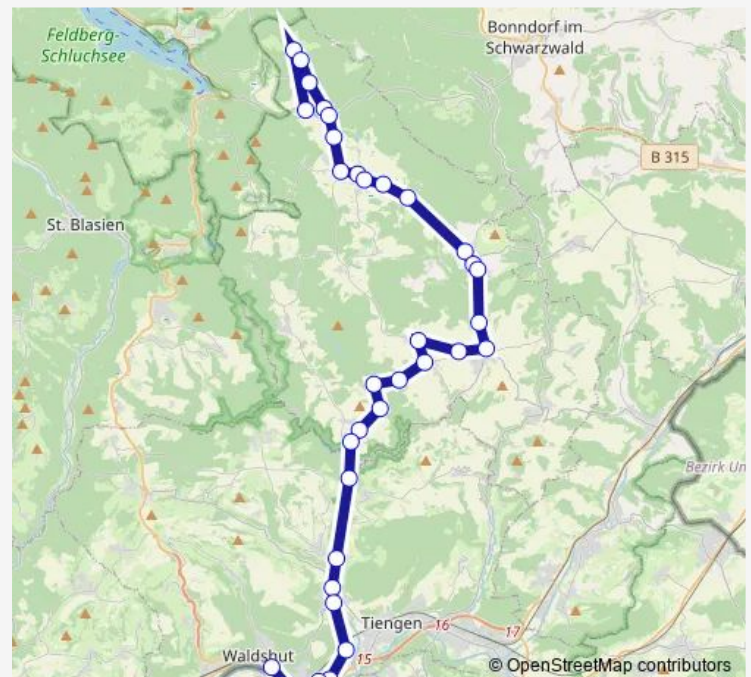 Feldberg-
Schluchsee
Bonndorf im
Schwarzwald
B 315
St. Blasien
Bezirk Un
Tiengen
16
17
Waldshut
15
© OpenStreetMap contributors